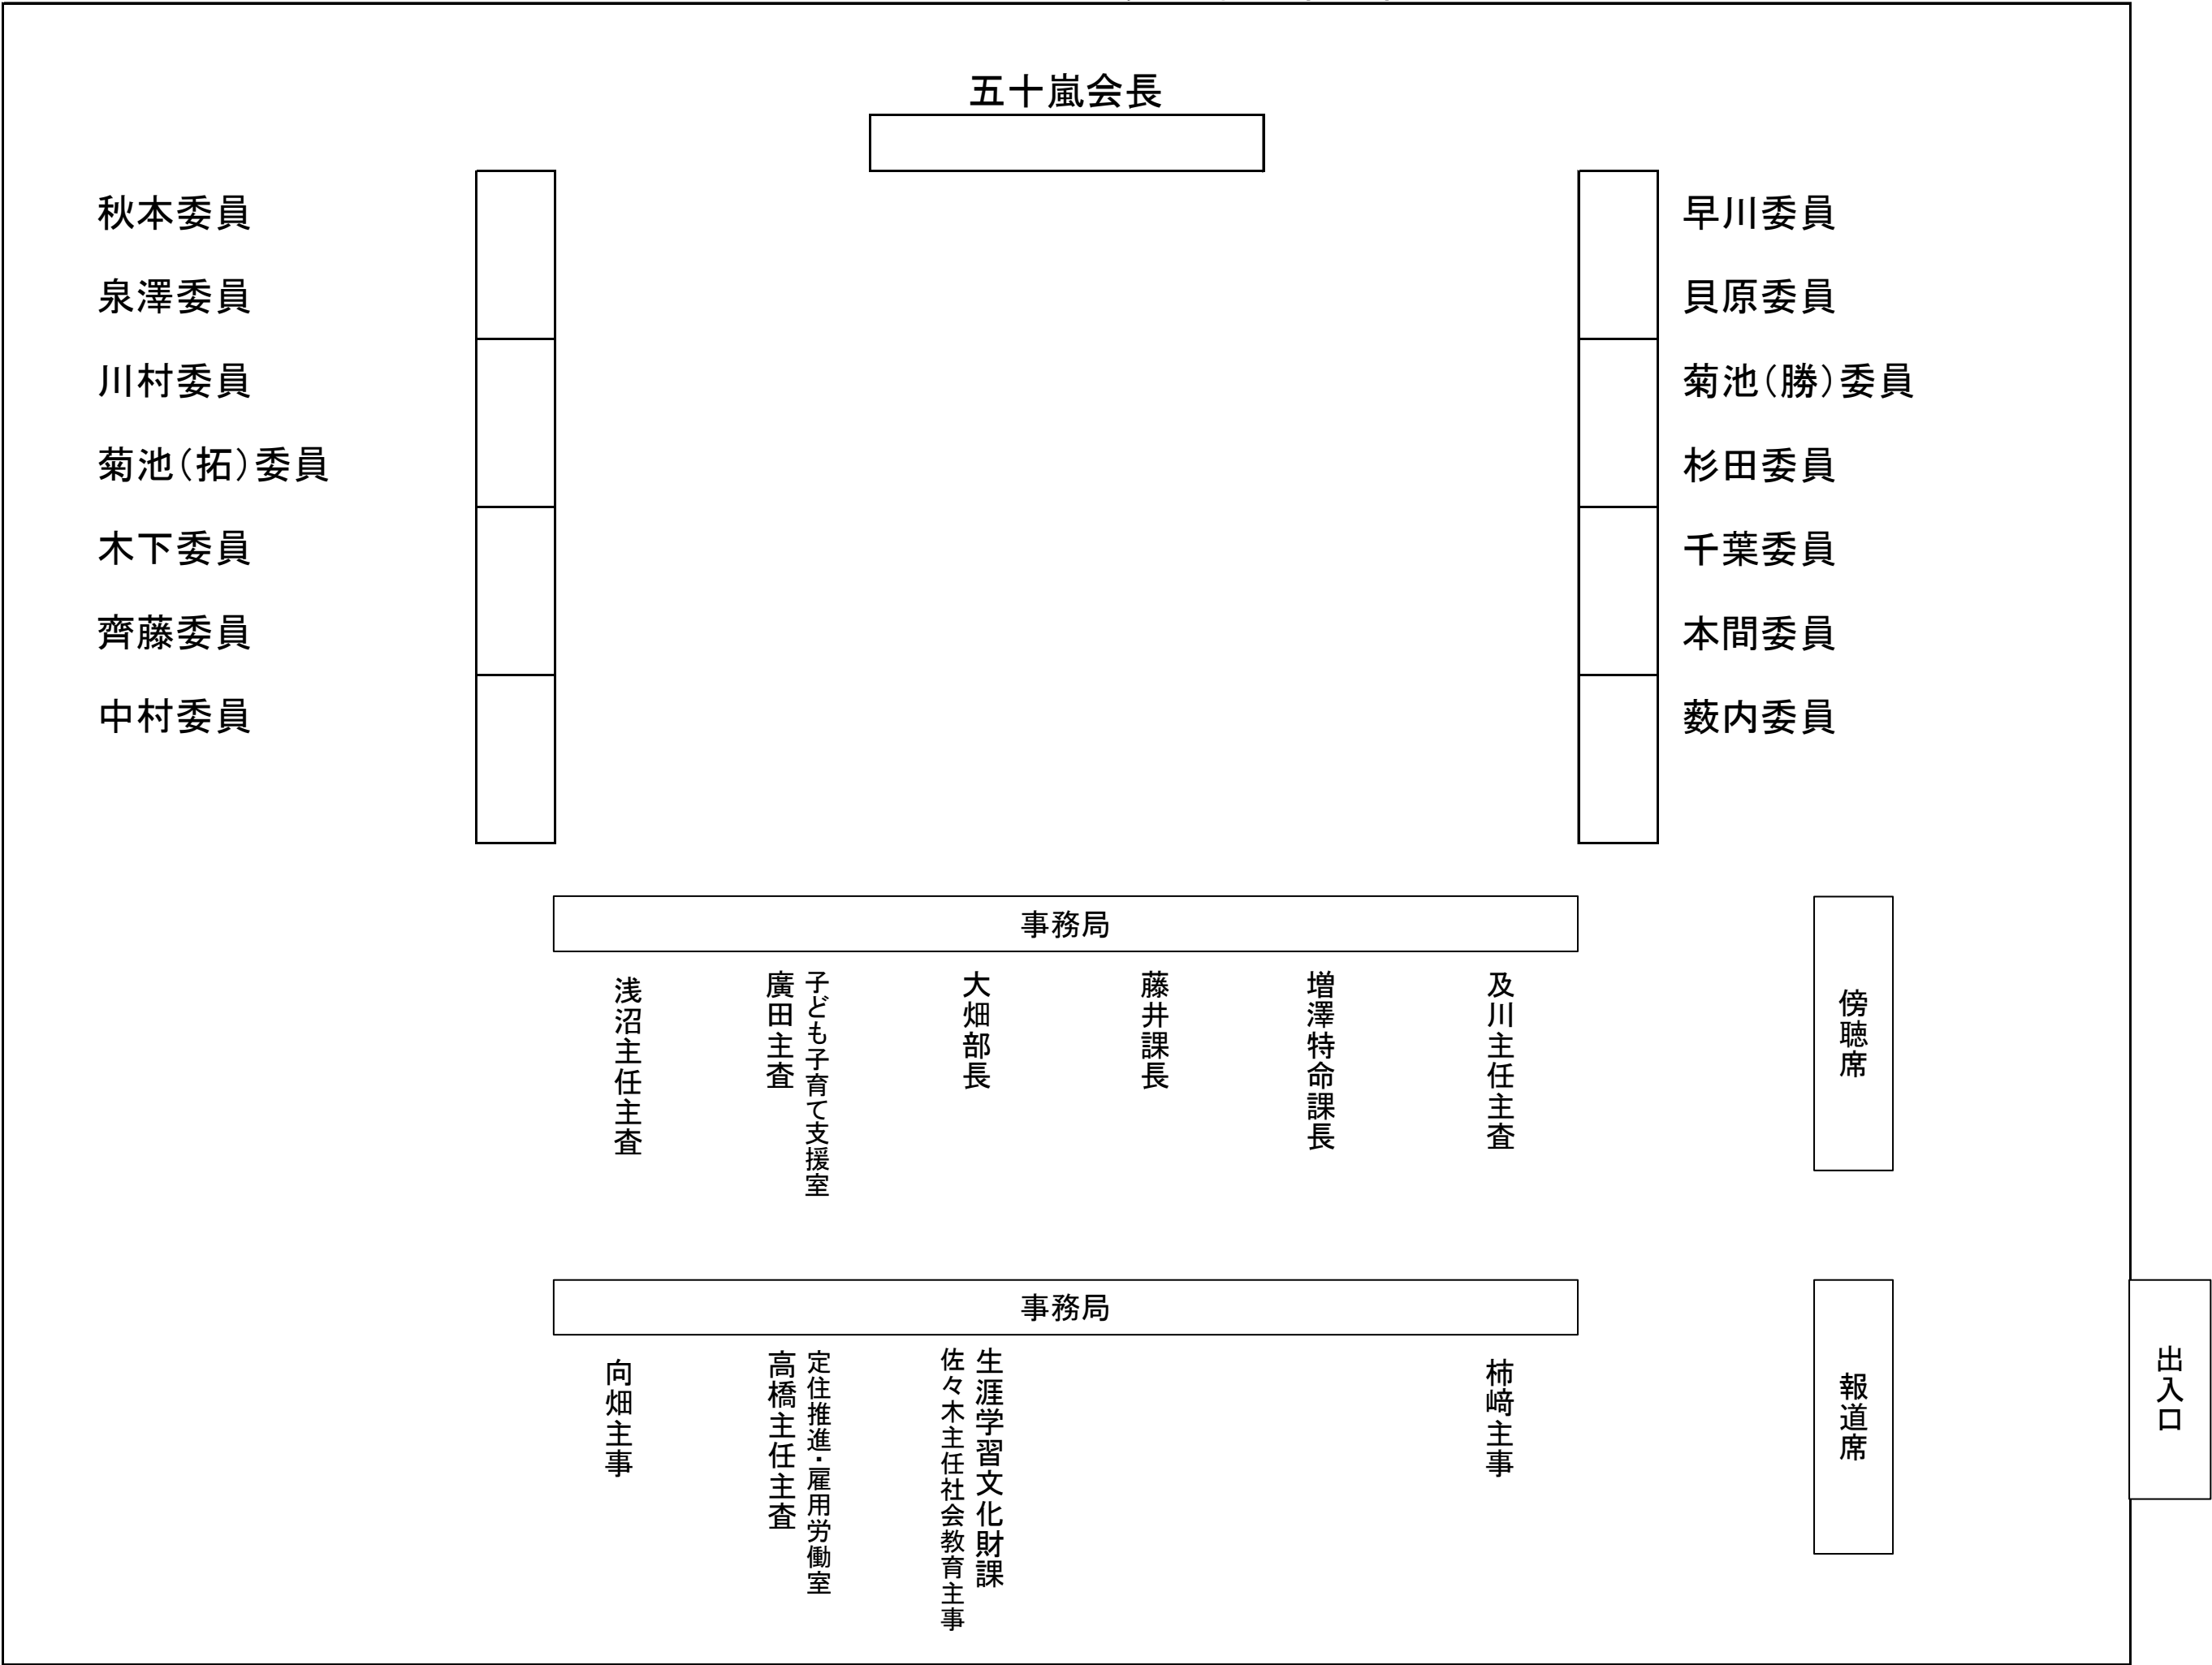 五十嵐会長
秋本委員
早川委員
泉澤委員
貝原委員
川村委員
菊池(勝)委員
菊池(拓)委員
杉田委員
木下委員
千葉委員
齊藤委員
本間委員
中村委員
薮内委員
事務局
浅沼主任主査
子ども子育て支援室
廣田主査
大畑部長
藤井課長
増澤特命課長
及川主任主査
傍聴席
事務局
向畑主事
定住推進・雇用労働室
高橋主任主査
生涯学習文化財課
佐々木主任社会教育主事
柿﨑主事
報道席
出入口